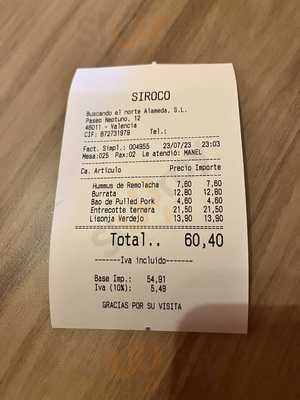 SIROCO
Buscando el norte Alameda, S.L.
Paseo Neptuno, 12
46011 - Valencia
CIF: B72731979 Tel.:
Fact. Simpl.: 004955 23/07/23 23:03
Mesa:025 Pax:02 Le atendió: MANEL
Ca. Artículo Precio Importe
Hummus de Remolacha 7,60 7,60
Burrata 12,80 12,80
Bao de Pulled Pork 4,60 4,60
Entrecotte ternera 21,50 21,50
Lisonja Verdejo 13,90 13,90
Total.. 60,40
-------Iva incluido-------
Base Imp.: 54,91
Iva (10%): 5,49
GRACIAS POR SU VISITA